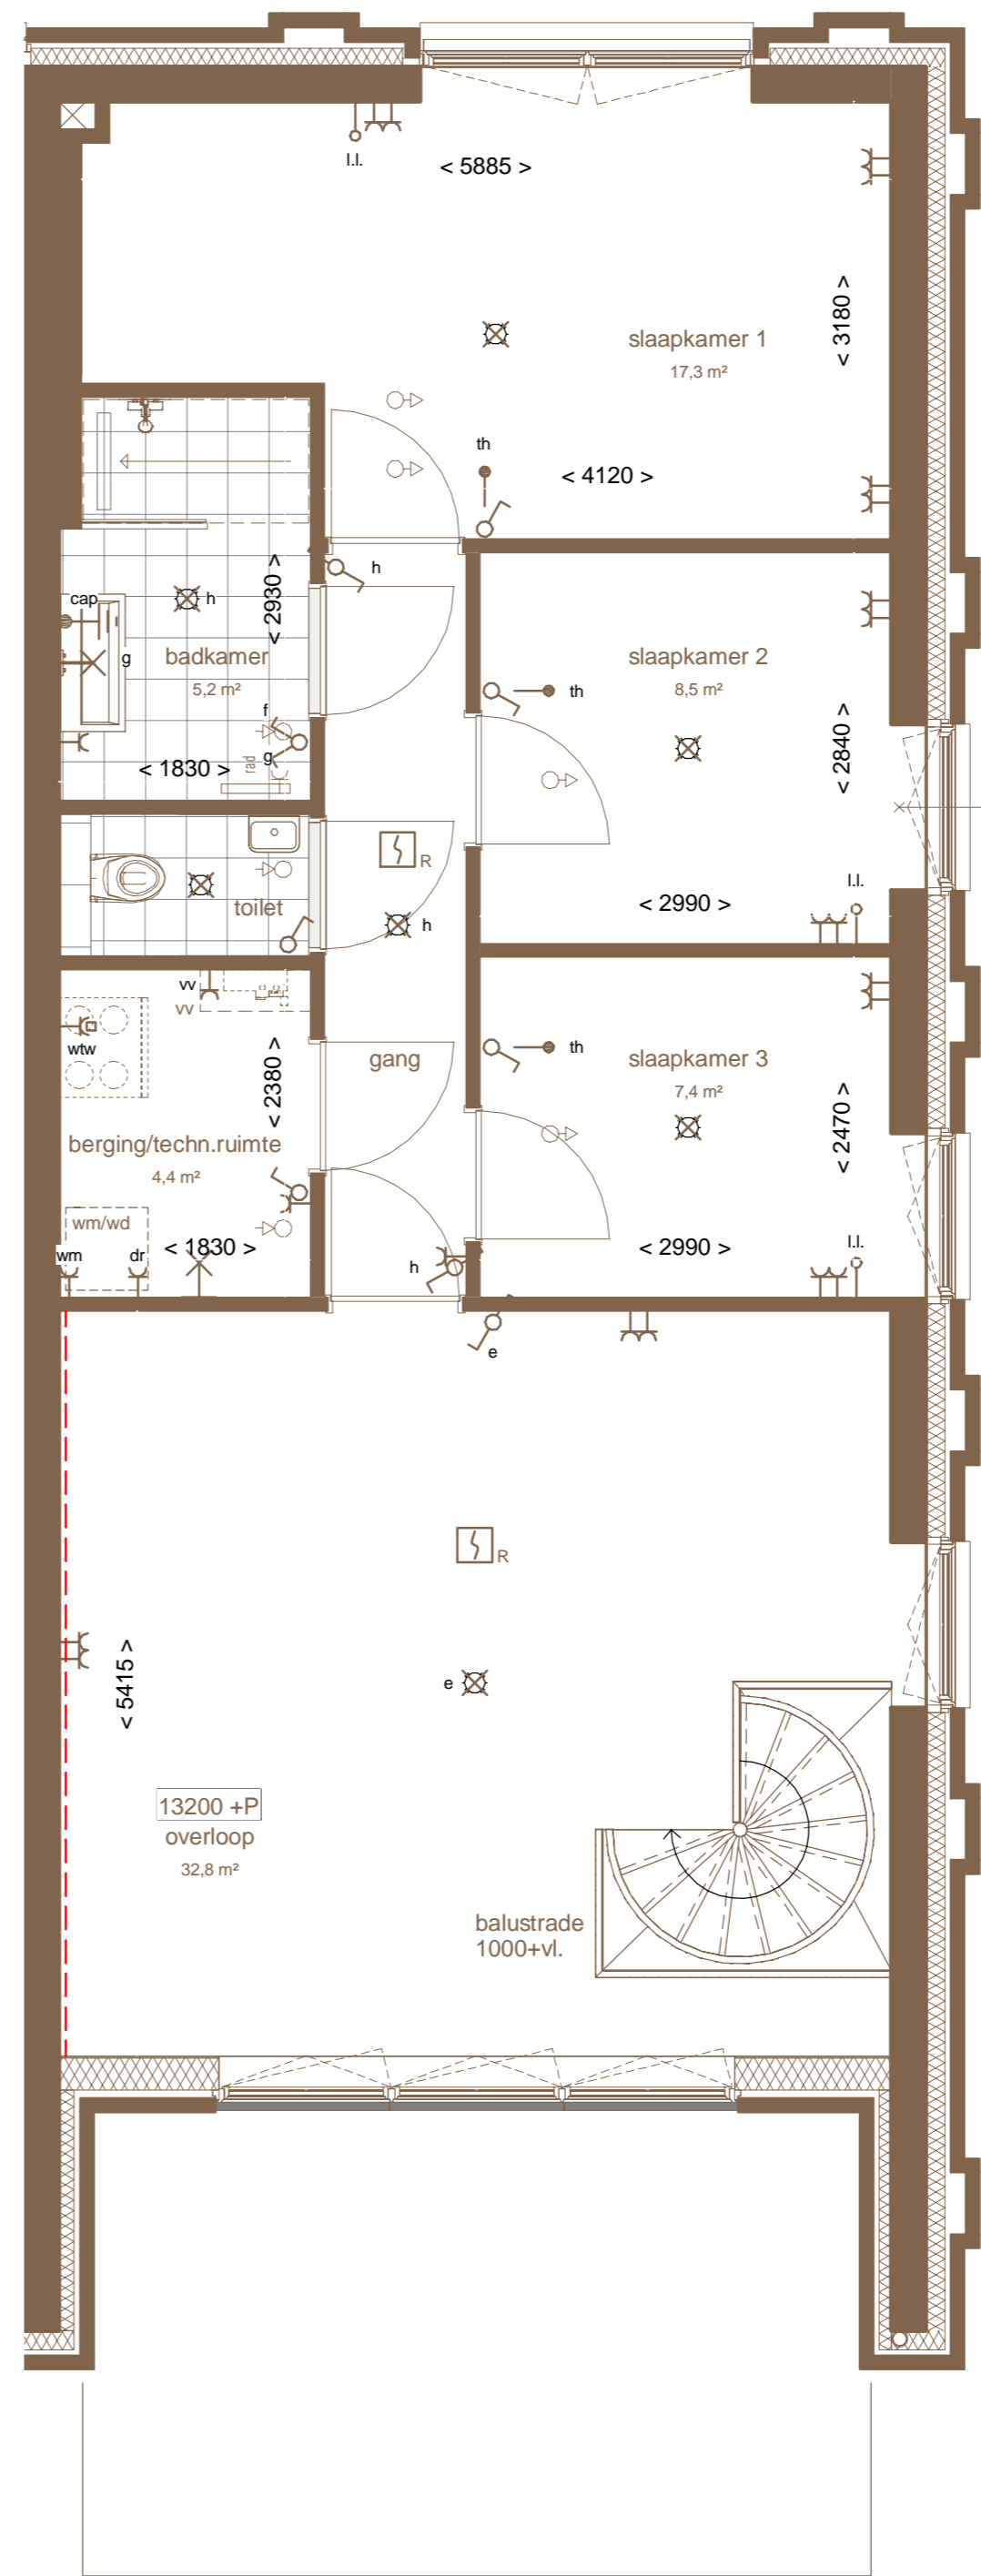 l.l.
< 5885 >
< 3180 >
slaapkamer 1
17,3 m²
th
< 4120 >
h
< 2930 >
cap
h
g
badkamer
5,2 m²
f
g
rad
< 1830 >
slaapkamer 2
8,5 m²
th
< 2840 >
l.l.
< 2990 >
R
h
toilet
vv
vv
wtw
< 2380 >
gang
th
slaapkamer 3
7,4 m²
< 2470 >
berging/techn.ruimte
4,4 m²
wm/wd
wm
dr
< 1830 >
h
< 2990 >
l.l.
e
R
< 5415 >
e
13200 +P
overloop
32,8 m²
balustrade
1000+vl.